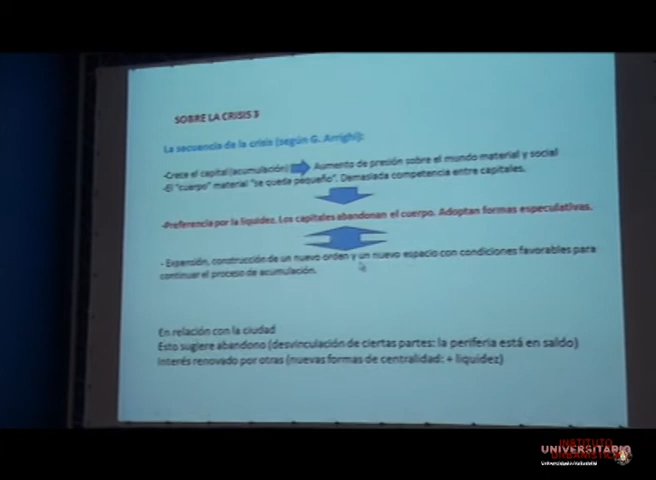 SOBRE LA CRISIS 3
La secuencia de la crisis (según G. Arrighi):
-Crece el capital (acumulación) Aumento de presión sobre el mundo material y social
-El "cuerpo" material "se queda pequeño". Demasiada competencia entre capitales.
-Preferencia por la liquidez. Los capitales abandonan el cuerpo. Adoptan formas especulativas.
- Expansión, construcción de un nuevo orden y un nuevo espacio con condiciones favorables para
continuar el proceso de acumulación.
En relación con la ciudad
Esto sugiere abandono (desvinculación de ciertas partes: la periferia está en saldo)
Interés renovado por otras (nuevas formas de centralidad: + liquidez)
INSTITUTO
UNIVERSITARIO
URBANÍSTICA